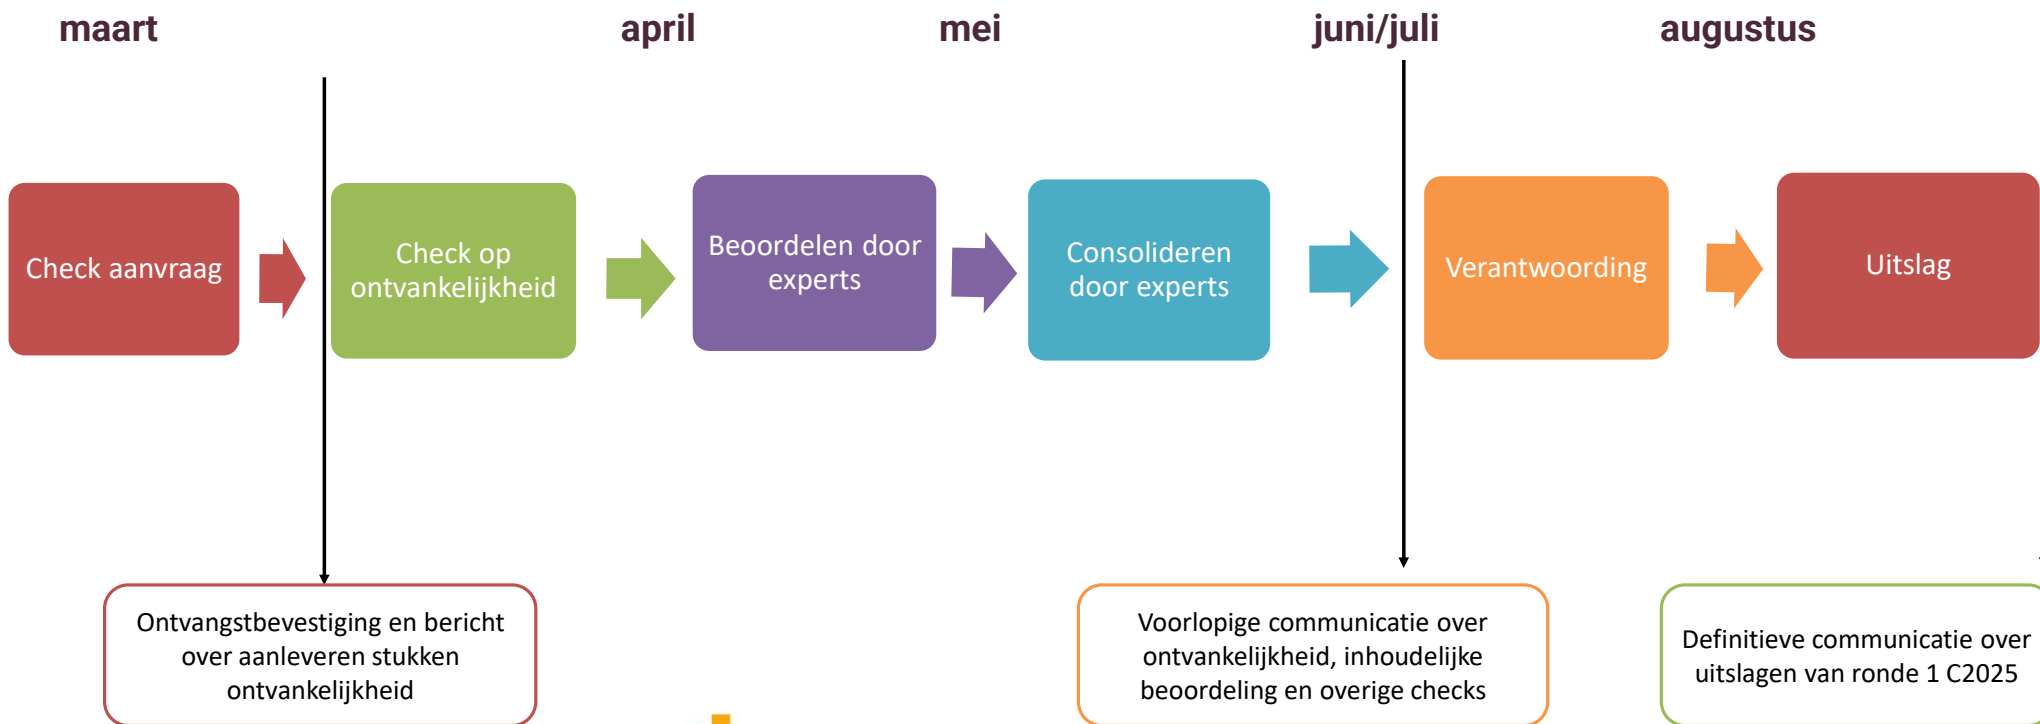 maart
april
mei
juni/juli
augustus
Check aanvraag
Check op
ontvankelijkheid
Beoordelen door
experts
Consolideren
door experts
Verantwoording
Uitslag
Ontvangstbevestiging en bericht
over aanleveren stukken
ontvankelijkheid
Voorlopige communicatie over
ontvankelijkheid, inhoudelijke
beoordeling en overige checks
Definitieve communicatie over
uitslagen van ronde 1 C2025